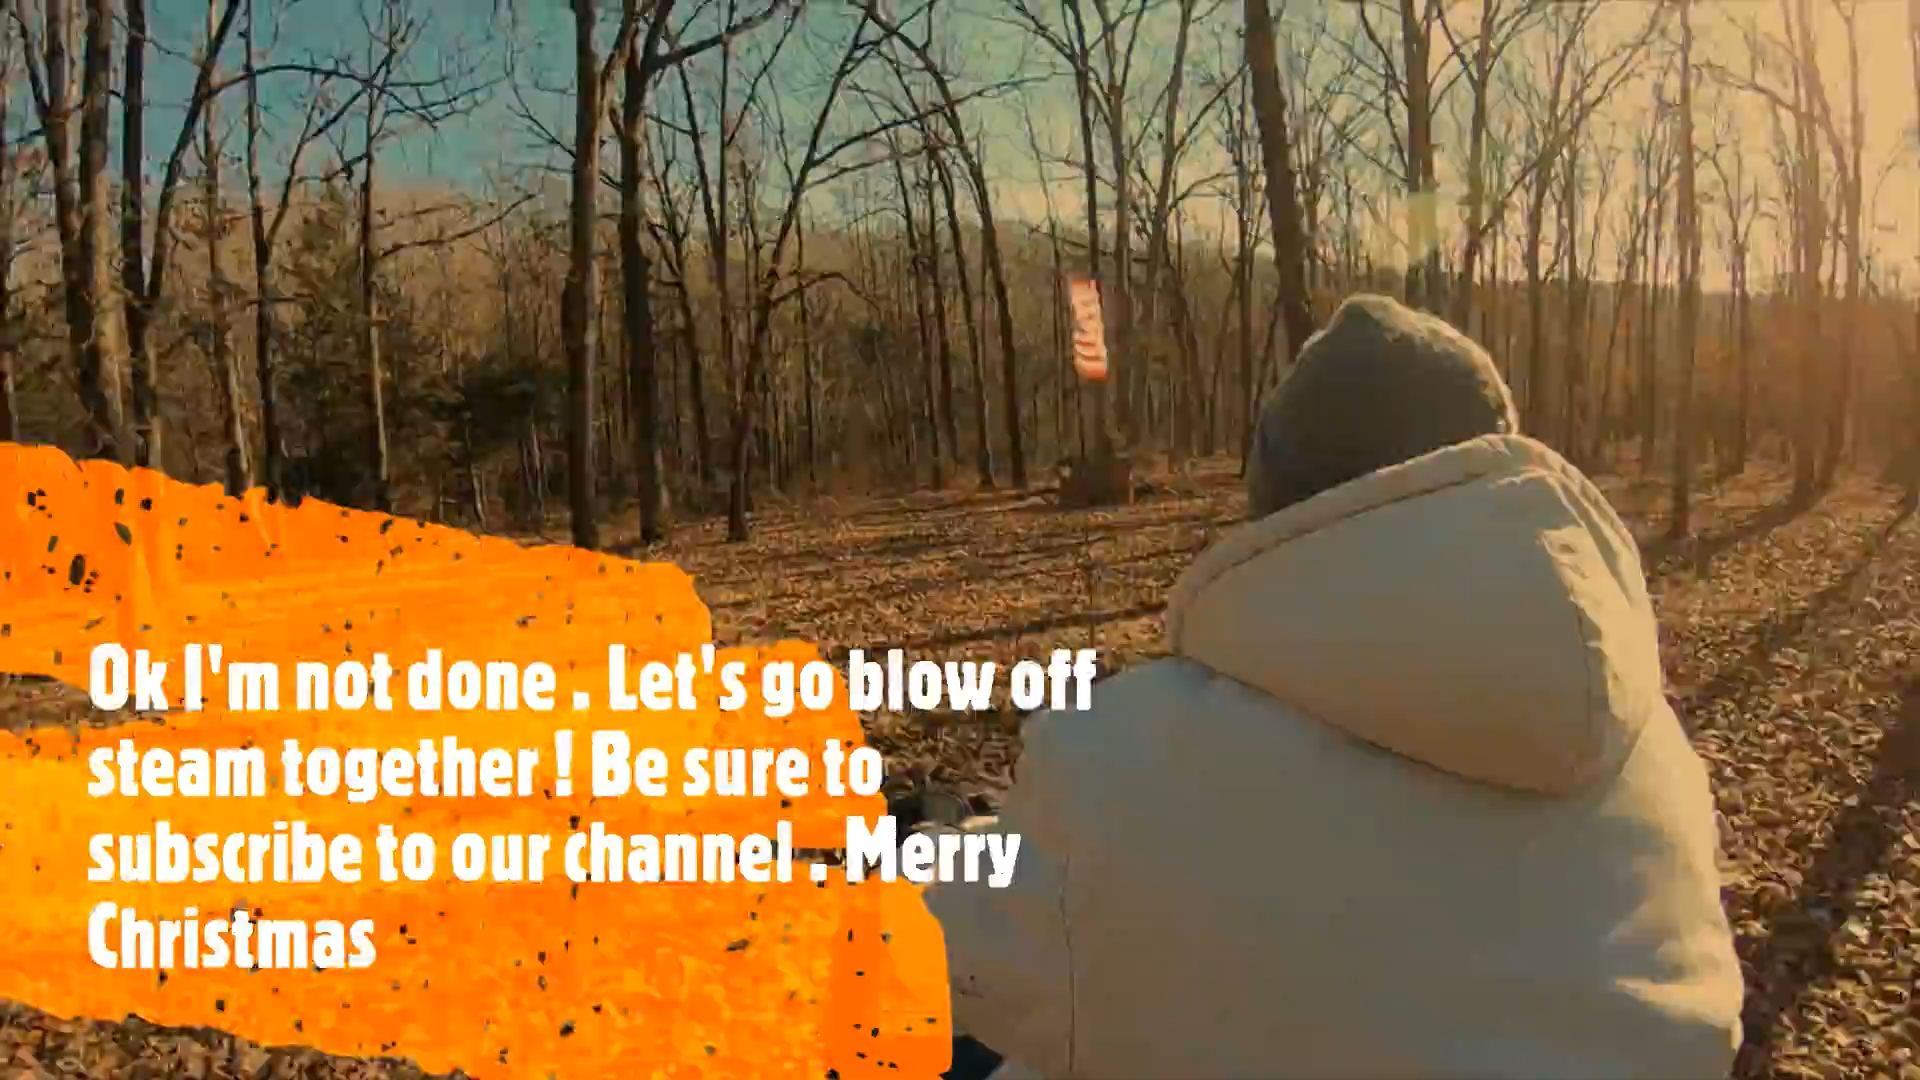 Ok I'm not done . Let's go blow off
steam together ! Be sure to
subscribe to our channel . Merry
Christmas